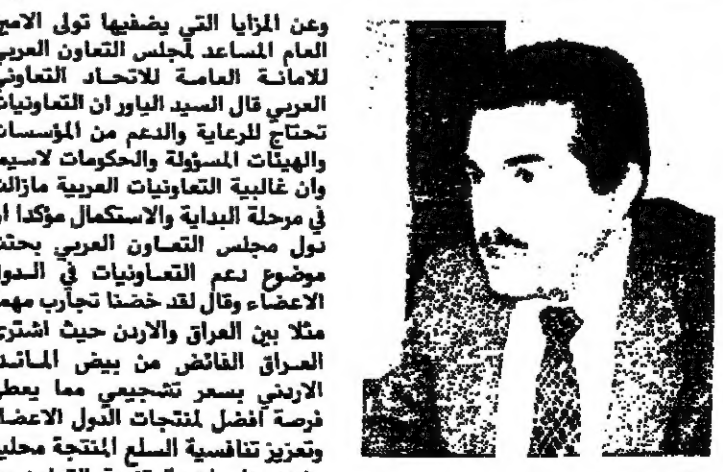 وعن المزايا التي يضفيها تولى الامين
العام المساعد لمجلس التعاون العربي
للامانة العامة للاتحاد التعاوني
العربي قال السيد الياور ان التعاونيات
تحتاج للرعاية والدعم من المؤسسات
والهيئات المسؤولة والحكومات لاسيما
وان غالبية التعاونيات العربية مازالت
في مرحلة البداية والاستكمال مؤكدا ان
دول مجلس التعاون العربي بحثت
موضوع دعم التعاونيات في الدول
الاعضاء وقال لقد خضنا تجارب مهمة
مثلا بين العراق والاردن حيث اشترى
العراق الفائض من بيض المائدة
الاردني بسعر تشجيعي مما يعطي
فرصة افضل لمنتجات الدول الاعضاء
وتعزيز تنافسية السلع المنتجة محليا